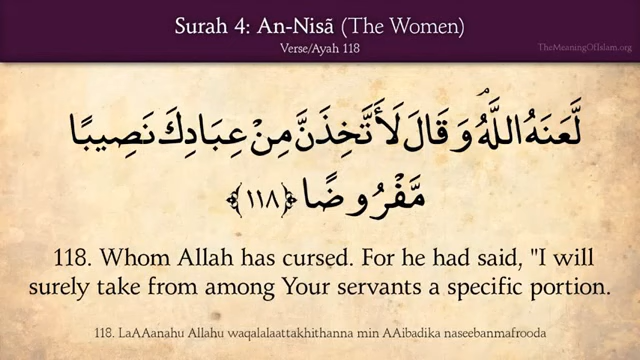 Surah 4: An-Nisã (The Women)
Verse/Ayah 118
TheMeaningOfIslam.org
لَّعَنَهُ اللَّهُ ۘ وَقَالَ لَأَتَّخِذَنَّ مِنْ عِبَادِكَ نَصِيبًا
مَّفْرُوضًا ﴿١١٨﴾
118. Whom Allah has cursed. For he had said, "I will
surely take from among Your servants a specific portion.
118. LaAAanahu Allahu waqalalaattakhithanna min AAibadika naseebanmafrooda